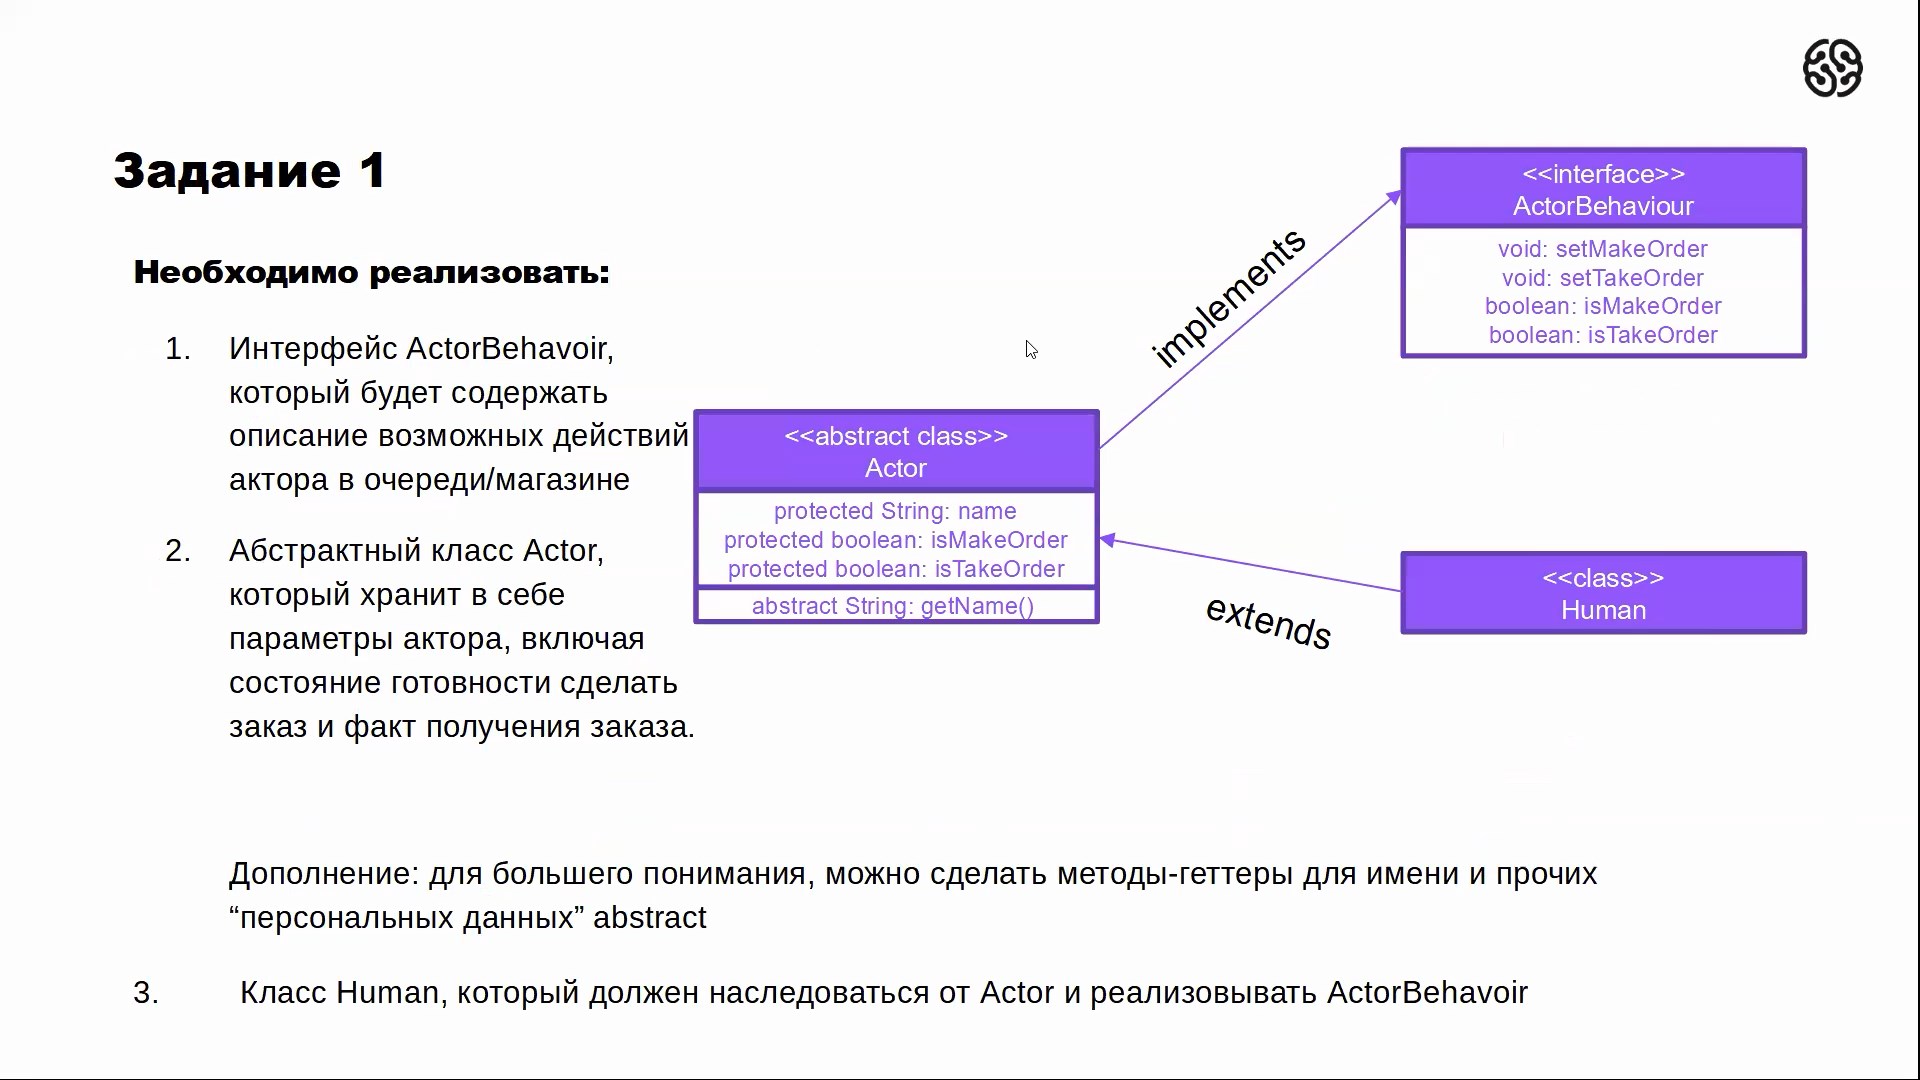 Задание 1
Необходимо реализовать:
1. Интерфейс ActorBehavoir,
который будет содержать
описание возможных действий
актора в очереди/магазине
2. Абстрактный класс Actor,
который хранит в себе
параметры актора, включая
состояние готовности сделать
заказ и факт получения заказа.
<<abstract class>>
Actor
protected String: name
protected boolean: isMakeOrder
protected boolean: isTakeOrder
abstract String: getName()
implements
<<interface>>
ActorBehaviour
void: setMakeOrder
void: setTakeOrder
boolean: isMakeOrder
boolean: isTakeOrder
extends
<<class>>
Human
Дополнение: для большего понимания, можно сделать методы-геттеры для имени и прочих
“персональных данных” abstract
3. Класс Human, который должен наследоваться от Actor и реализовывать ActorBehavoir